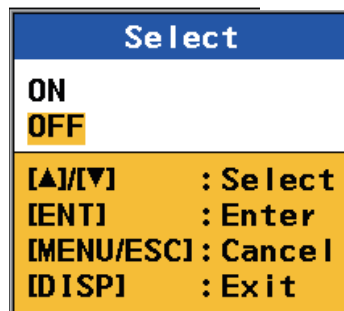 Select
ON
OFF
[▲]/[▼] :Select
[ENT] :Enter
[MENU/ESC]:Cancel
[DISP] :Exit